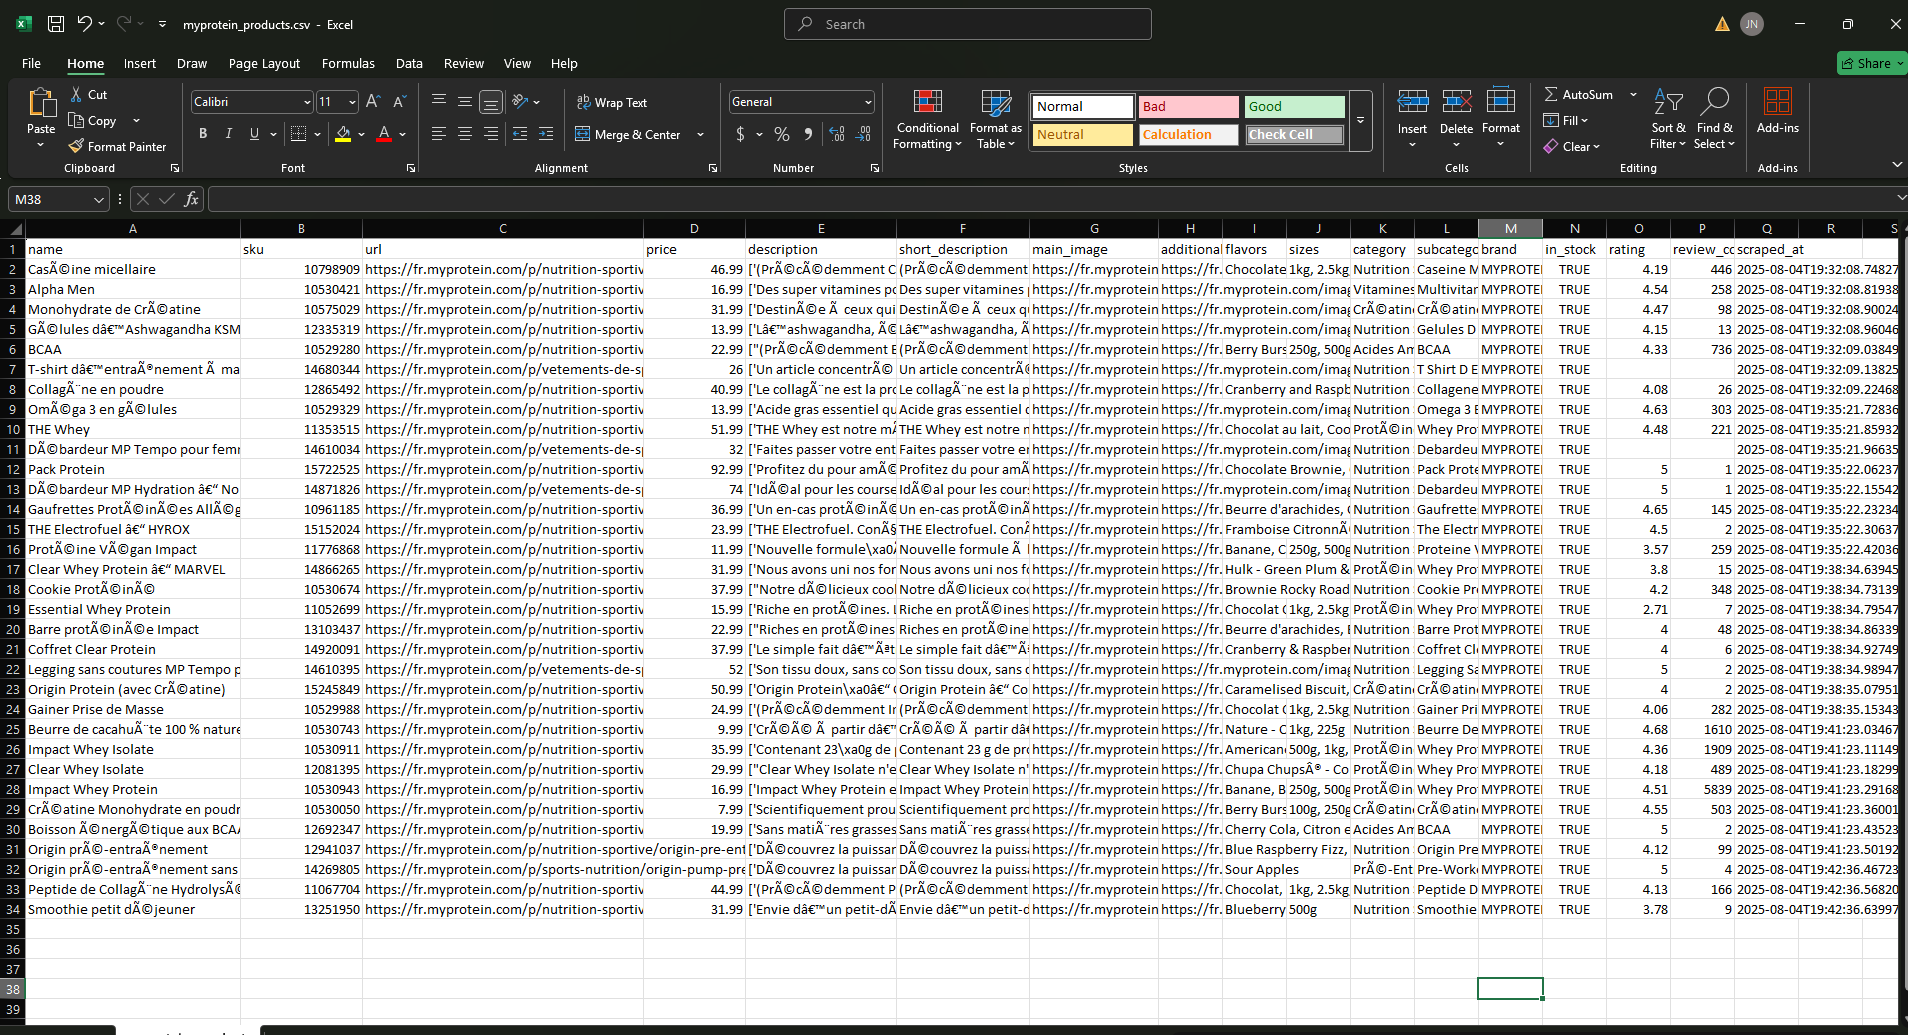 myprotein_products.csv - Excel
Search
JN
File Home Insert Draw Page Layout Formulas Data Review View Help
Share
Paste
Cut
Copy
Format Painter
Clipboard
Calibri 11
B I U
Font
Wrap Text
Merge & Center
Alignment
General
Number
Conditional Formatting
Format as Table
Normal Bad Good
Neutral Calculation Check Cell
Styles
Insert Delete Format
Cells
AutoSum
Fill
Clear
Sort & Filter
Find & Select
Editing
Add-ins
Add-ins
M38
fx
A B C D E F G H I J K L M N O P Q R S
1 name sku url price description short_description main_image additional flavors sizes category subcatego brand in_stock rating review_co scraped_at
2 CasÃ©ine micellaire 10798909 https://fr.myprotein.com/p/nutrition-sportiv 46.99 ['(PrÃ©cÃ©demment C (PrÃ©cÃ©demment https://fr.myprotein https://fr. Chocolate 1kg, 2.5kg Nutrition Caseine M MYPROTEI TRUE 4.19 446 2025-08-04T19:32:08.74827
3 Alpha Men 10530421 https://fr.myprotein.com/p/nutrition-sportiv 16.99 ['Des super vitamines po Des super vitamines https://fr.myprotein https://fr.myprotein.com/imag Vitamines Multivitar MYPROTEI TRUE 4.54 258 2025-08-04T19:32:08.81938
4 Monohydrate de CrÃ©atine 10575029 https://fr.myprotein.com/p/nutrition-sportiv 31.99 ['DestinÃ©e Ã ceux qui DestinÃ©e Ã ceux q https://fr.myprotein https://fr.myprotein.com/imag CrÃ©atine CrÃ©atine MYPROTEI TRUE 4.47 98 2025-08-04T19:32:08.90024
5 GÃ©lules dâ€™Ashwagandha KSM 12335319 https://fr.myprotein.com/p/nutrition-sportiv 13.99 ['Lâ€™ashwagandha, Ã© Lâ€™ashwagandha, Ã https://fr.myprotein https://fr.myprotein.com/imag Nutrition Gelules D MYPROTEI TRUE 4.15 13 2025-08-04T19:32:08.96046
6 BCAA 10529280 https://fr.myprotein.com/p/nutrition-sportiv 22.99 ["(PrÃ©cÃ©demment B (PrÃ©cÃ©demment https://fr.myprotein https://fr. Berry Burs 250g, 500g Acides Am BCAA MYPROTEI TRUE 4.33 736 2025-08-04T19:32:09.03849
7 T-shirt dâ€™entraÃ®nement Ã ma 14680344 https://fr.myprotein.com/p/vetements-de-s 26 ['Un article concentrÃ© Un article concentrÃ© https://fr.myprotein https://fr.myprotein.com/imag Nutrition T Shirt D E MYPROTEI TRUE 2025-08-04T19:32:09.13825
8 CollagÃ¨ne en poudre 12865492 https://fr.myprotein.com/p/nutrition-sportiv 40.99 ['Le collagÃ¨ne est la pro Le collagÃ¨ne est la p https://fr.myprotein https://fr. Cranberry and Raspb Nutrition Collagene MYPROTEI TRUE 4.08 26 2025-08-04T19:32:09.22468
9 OmÃ©ga 3 en gÃ©lules 10529329 https://fr.myprotein.com/p/nutrition-sportiv 13.99 ['Acide gras essentiel qu Acide gras essentiel https://fr.myprotein https://fr.myprotein.com/imag Nutrition Omega 3 E MYPROTEI TRUE 4.63 303 2025-08-04T19:35:21.72836
10 THE Whey 11353515 https://fr.myprotein.com/p/nutrition-sportiv 51.99 ['THE Whey est notre mÃ THE Whey est notre r https://fr.myprotein https://fr. Chocolat au lait, Coo ProtÃ©in Whey Pro MYPROTEI TRUE 4.48 221 2025-08-04T19:35:21.85932
11 DÃ©bardeur MP Tempo pour femr 14610034 https://fr.myprotein.com/p/vetements-de-s 32 ['Faites passer votre ent Faites passer votre er https://fr.myprotein https://fr.myprotein.com/imag Nutrition Debardeu MYPROTEI TRUE 2025-08-04T19:35:21.96635
12 Pack Protein 15722525 https://fr.myprotein.com/p/nutrition-sportiv 92.99 ['Profitez du pour amÃ© Profitez du pour amÃ https://fr.myprotein https://fr. Chocolate Brownie, Nutrition Pack Prote MYPROTEI TRUE 5 1 2025-08-04T19:35:22.06237
13 DÃ©bardeur MP Hydration â€“ No 14871826 https://fr.myprotein.com/p/vetements-de-s 74 ['IdÃ©al pour les course IdÃ©al pour les cours https://fr.myprotein https://fr.myprotein.com/imag Nutrition Debardeu MYPROTEI TRUE 5 1 2025-08-04T19:35:22.15542
14 Gaufrettes ProtÃ©inÃ©es AllÃ©g 10961185 https://fr.myprotein.com/p/nutrition-sportiv 36.99 ['Un en-cas protÃ©inÃ© Un en-cas protÃ©inÃ© https://fr.myprotein https://fr. Beurre d'arachides, Nutrition Gaufrette MYPROTEI TRUE 4.65 145 2025-08-04T19:35:22.23234
15 THE Electrofuel â€“ HYROX 15152024 https://fr.myprotein.com/p/nutrition-sportiv 23.99 ['THE Electrofuel. ConÃ§ THE Electrofuel. ConÃ https://fr.myprotein https://fr. Framboise CitronnÃ Nutrition The Electr MYPROTEI TRUE 4.5 2 2025-08-04T19:35:22.30637
16 ProtÃ©ine VÃ©gan Impact 11776868 https://fr.myprotein.com/p/nutrition-sportiv 11.99 ['Nouvelle formule\xa0Ã Nouvelle formule Ã l https://fr.myprotein https://fr. Banane, C 250g, 500g Nutrition Proteine V MYPROTEI TRUE 3.57 259 2025-08-04T19:35:22.42036
17 Clear Whey Protein â€“ MARVEL 14866265 https://fr.myprotein.com/p/nutrition-sportiv 31.99 ['Nous avons uni nos for Nous avons uni nos fo https://fr.myprotein https://fr. Hulk - Green Plum & ProtÃ©in Whey Pro MYPROTEI TRUE 3.8 15 2025-08-04T19:38:34.63945
18 Cookie ProtÃ©inÃ© 10530674 https://fr.myprotein.com/p/nutrition-sportiv 37.99 ["Notre dÃ©licieux cool Notre dÃ©licieux coo https://fr.myprotein https://fr. Brownie Rocky Road Nutrition Cookie Pr MYPROTEI TRUE 4.2 348 2025-08-04T19:38:34.73139
19 Essential Whey Protein 11052699 https://fr.myprotein.com/p/nutrition-sportiv 15.99 ['Riche en protÃ©ines. L Riche en protÃ©ines https://fr.myprotein https://fr. Chocolat 1kg, 2.5kg ProtÃ©in Whey Pro MYPROTEI TRUE 2.71 7 2025-08-04T19:38:34.79547
20 Barre protÃ©inÃ©e Impact 13103437 https://fr.myprotein.com/p/nutrition-sportiv 22.99 ["Riches en protÃ©ines Riches en protÃ©ine https://fr.myprotein https://fr. Beurre d'arachides, Nutrition Barre Prot MYPROTEI TRUE 4 48 2025-08-04T19:38:34.86339
21 Coffret Clear Protein 14920091 https://fr.myprotein.com/p/nutrition-sportiv 37.99 ['Le simple fait dâ€™Ãªt Le simple fait dâ€™Ãª https://fr.myprotein https://fr. Cranberry & Raspber Nutrition Coffret Cl MYPROTEI TRUE 4 6 2025-08-04T19:38:34.92749
22 Legging sans coutures MP Tempo p 14610395 https://fr.myprotein.com/p/vetements-de-s 52 ['Son tissu doux, sans co Son tissu doux, sans https://fr.myprotein https://fr.myprotein.com/imag Nutrition Legging Sa MYPROTEI TRUE 5 2 2025-08-04T19:38:34.98947
23 Origin Protein (avec CrÃ©atine) 15245849 https://fr.myprotein.com/p/nutrition-sportiv 50.99 ['Origin Protein\xa0â€“ Origin Protein â€“ Co https://fr.myprotein https://fr. Caramelised Biscuit, CrÃ©atine CrÃ©atine MYPROTEI TRUE 4 2 2025-08-04T19:38:35.07951
24 Gainer Prise de Masse 10529988 https://fr.myprotein.com/p/nutrition-sportiv 24.99 ['(PrÃ©cÃ©demment Ir (PrÃ©cÃ©demment https://fr.myprotein https://fr. Chocolat 1kg, 2.5kg Nutrition Gainer Pri MYPROTEI TRUE 4.06 282 2025-08-04T19:38:35.15343
25 Beurre de cacahuÃ¨te 100 % nature 10530743 https://fr.myprotein.com/p/nutrition-sportiv 9.99 ['CrÃ©Ã© Ã partir dâ€™ CrÃ©Ã© Ã partir dâ€ https://fr.myprotein https://fr. Nature - C 1kg, 225g Nutrition Beurre De MYPROTEI TRUE 4.68 1610 2025-08-04T19:41:23.03467
26 Impact Whey Isolate 10530911 https://fr.myprotein.com/p/nutrition-sportiv 35.99 ['Contenant 23\xa0g de Contenant 23 g de pr https://fr.myprotein https://fr. American 500g, 1kg, ProtÃ©in Whey Pro MYPROTEI TRUE 4.36 1909 2025-08-04T19:41:23.11149
27 Clear Whey Isolate 12081395 https://fr.myprotein.com/p/nutrition-sportiv 29.99 ["Clear Whey Isolate n'e Clear Whey Isolate n' https://fr.myprotein https://fr. Chupa ChupsÂ® - Co ProtÃ©in Whey Pro MYPROTEI TRUE 4.18 489 2025-08-04T19:41:23.18299
28 Impact Whey Protein 10530943 https://fr.myprotein.com/p/nutrition-sportiv 16.99 ['Impact Whey Protein e Impact Whey Protein https://fr.myprotein https://fr. Banane, B 250g, 500g ProtÃ©in Whey Pro MYPROTEI TRUE 4.51 5839 2025-08-04T19:41:23.29168
29 CrÃ©atine Monohydrate en poudr 10530050 https://fr.myprotein.com/p/nutrition-sportiv 7.99 ['Scientifiquement prou Scientifiquement pro https://fr.myprotein https://fr. Berry Burs 100g, 250g CrÃ©atine CrÃ©atine MYPROTEI TRUE 4.55 503 2025-08-04T19:41:23.36001
30 Boisson Ã©nergÃ©tique aux BCAA 12692347 https://fr.myprotein.com/p/nutrition-sportiv 19.99 ['Sans matiÃ¨res grasses Sans matiÃ¨res grass https://fr.myprotein https://fr. Cherry Cola, Citron e Acides Am BCAA MYPROTEI TRUE 5 2 2025-08-04T19:41:23.43523
31 Origin prÃ©-entraÃ®nement 12941037 https://fr.myprotein.com/p/nutrition-sportive/origin-pre-ent ['DÃ©couvrez la puissar DÃ©couvrez la puiss https://fr.myprotein https://fr. Blue Raspberry Fizz, Nutrition Origin Pre MYPROTEI TRUE 4.12 99 2025-08-04T19:41:23.50192
32 Origin prÃ©-entraÃ®nement sans 14269805 https://fr.myprotein.com/p/sports-nutrition/origin-pump-pre ['DÃ©couvrez la puissar DÃ©couvrez la puiss https://fr.myprotein https://fr. Sour Apples PrÃ©-Ent Pre-Work MYPROTEI TRUE 5 4 2025-08-04T19:42:36.46723
33 Peptide de CollagÃ¨ne HydrolysÃ© 11067704 https://fr.myprotein.com/p/nutrition-sportiv 44.99 ['(PrÃ©cÃ©demment P (PrÃ©cÃ©demment https://fr.myprotein https://fr. Chocolat, 1kg, 2.5kg Nutrition Peptide D MYPROTEI TRUE 4.13 166 2025-08-04T19:42:36.56820
34 Smoothie petit dÃ©jeuner 13251950 https://fr.myprotein.com/p/nutrition-sportiv 31.99 ['Envie dâ€™un petit-dÃ Envie dâ€™un petit-d https://fr.myprotein https://fr. Blueberry 500g Nutrition Smoothie MYPROTEI TRUE 3.78 9 2025-08-04T19:42:36.63997
35
36
37
38
39